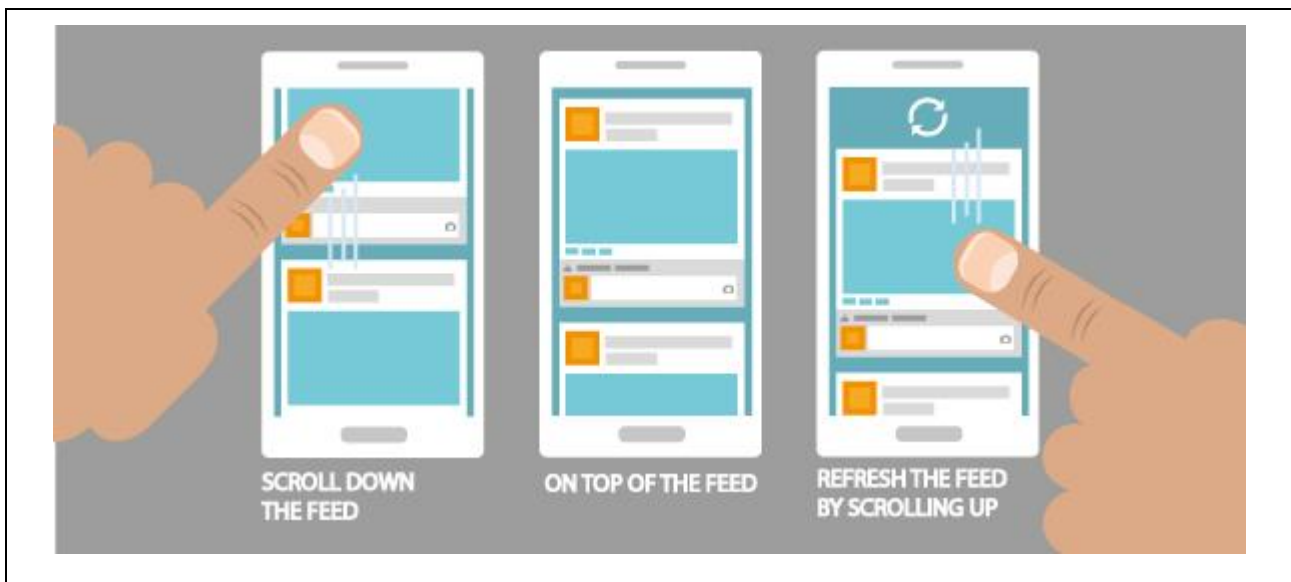 SCROLL DOWN
THE FEED
ON TOP OF THE FEED
REFRESH THE FEED
BY SCROLLING UP